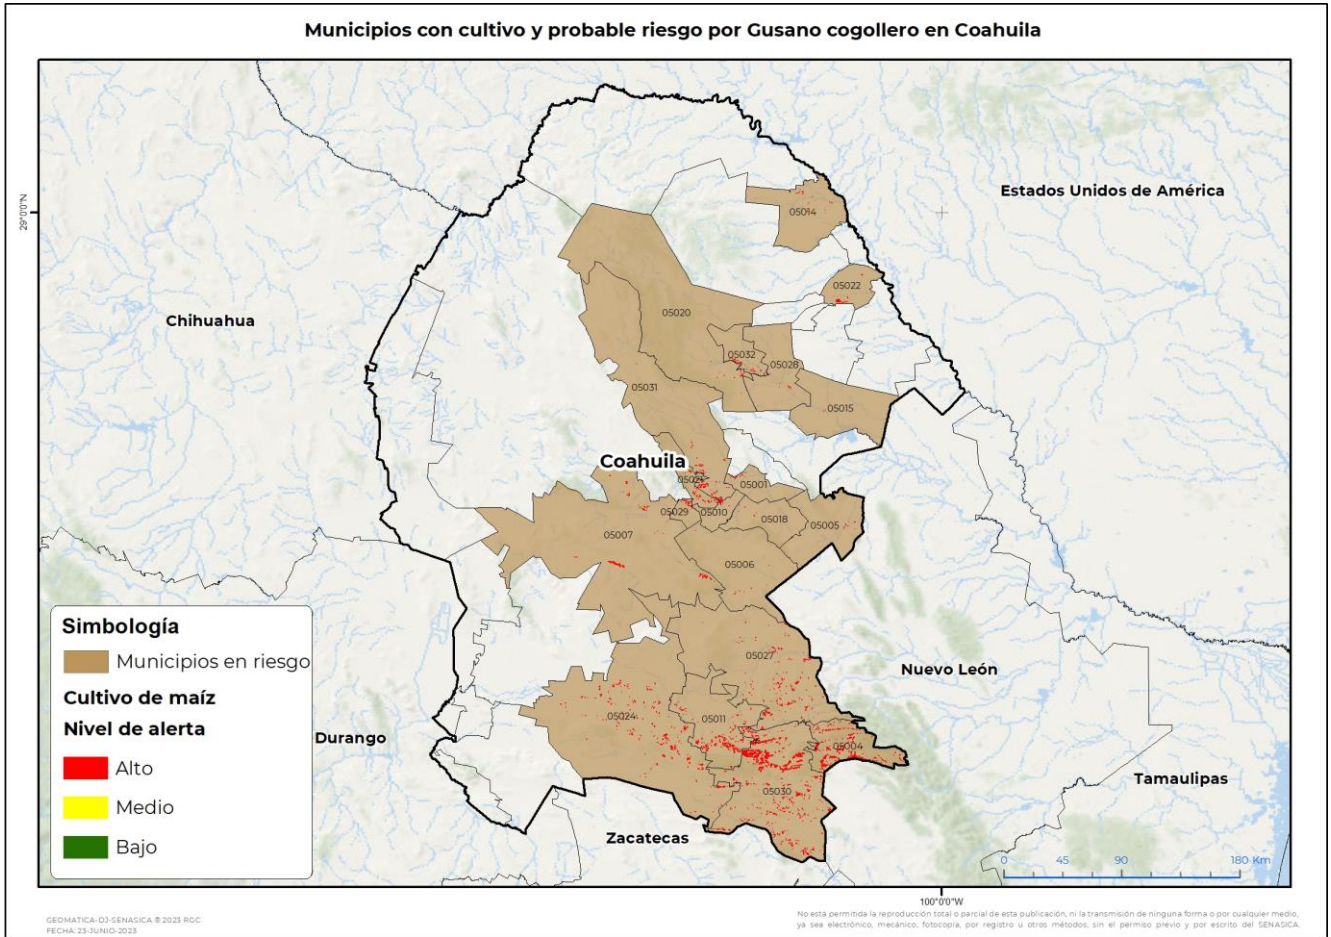 Municipios con cultivo y probable riesgo por Gusano cogollero en Coahuila
Estados Unidos de América
29°0'0"N
05014
05022
Chihuahua
05020
05032
05028
05031
05015
Coahuila
05021
05001
05029
05010
05018
05005
05007
05006
Simbología
Municipios en riesgo
Cultivo de maíz
Nivel de alerta
Alto
Medio
Bajo
05027
Nuevo León
05024
05011
Durango
05004
Tamaulipas
05030
Zacatecas
0 45 90 180 Km
100°0'0"W
GEOMATICA-DJ-SENASICA ® 2023 RGC
FECHA: 23-JUNIO-2023
No está permitida la reproducción total o parcial de esta publicación, ni la transmisión de ninguna forma o por cualquier medio,
ya sea electrónico, mecánico, fotocopia, por registro u otros métodos, sin el permiso previo y por escrito del SENASICA.